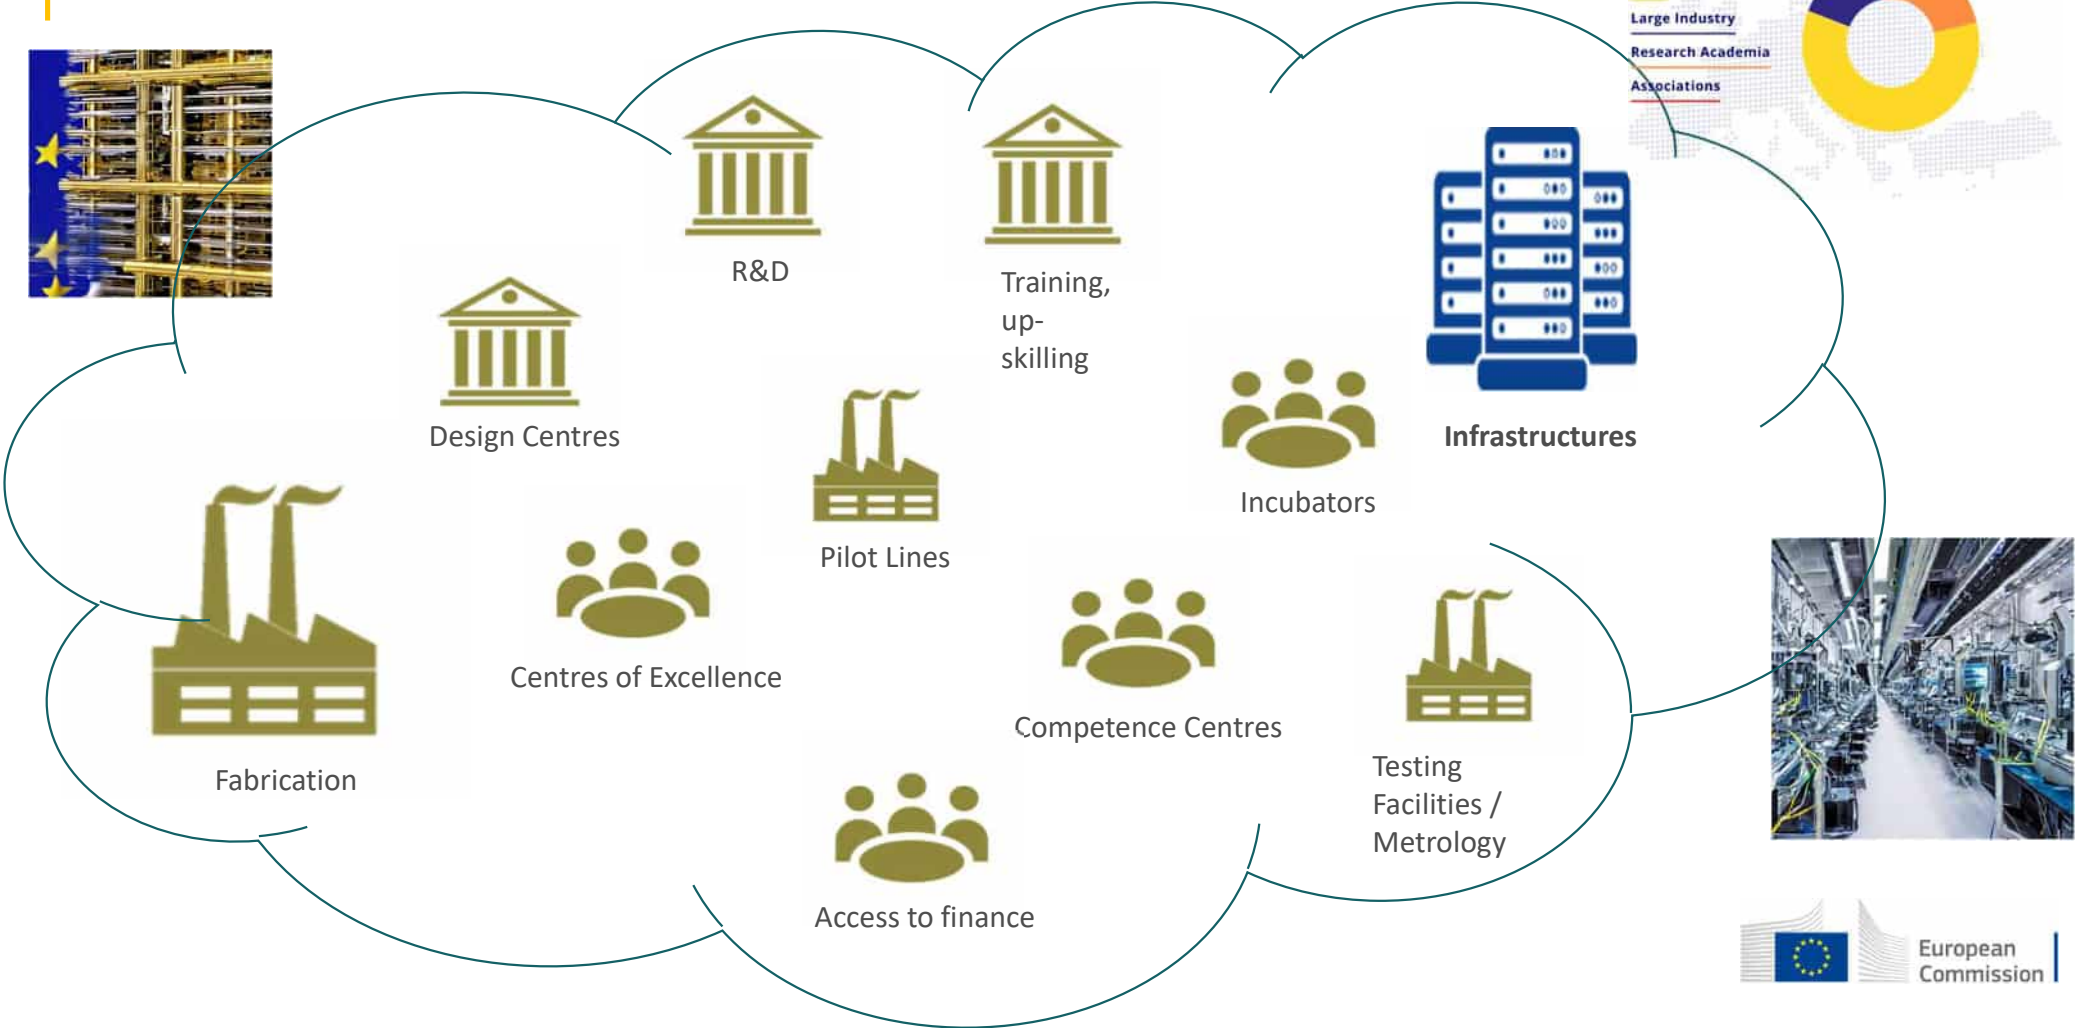 Large Industry
Research Academia
Associations
R&D
Training,
up-
skilling
Design Centres
Infrastructures
Incubators
Pilot Lines
Centres of Excellence
Competence Centres
Fabrication
Testing
Facilities /
Metrology
Access to finance
European
Commission